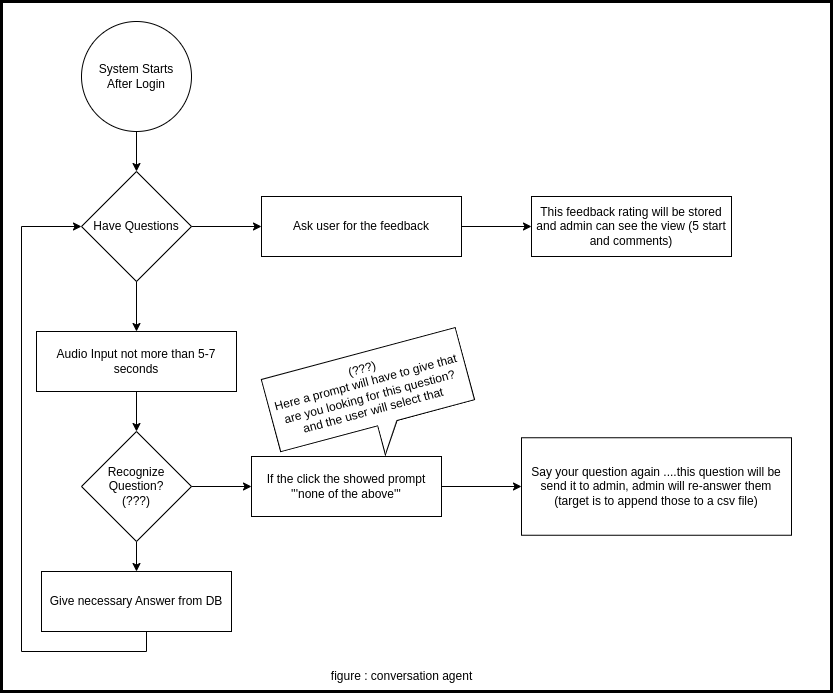 System Starts
After Login
Have Questions
Ask user for the feedback
This feedback rating will be stored
and admin can see the view (5 start
and comments)
Audio Input not more than 5-7
seconds
(???)
Here a prompt will have to give that
are you looking for this question?
and the user will select that
Recognize
Question?
(???)
If the click the showed prompt
"'none of the above'"
Say your question again ....this question will be
send it to admin, admin will re-answer them
(target is to append those to a csv file)
Give necessary Answer from DB
figure : conversation agent